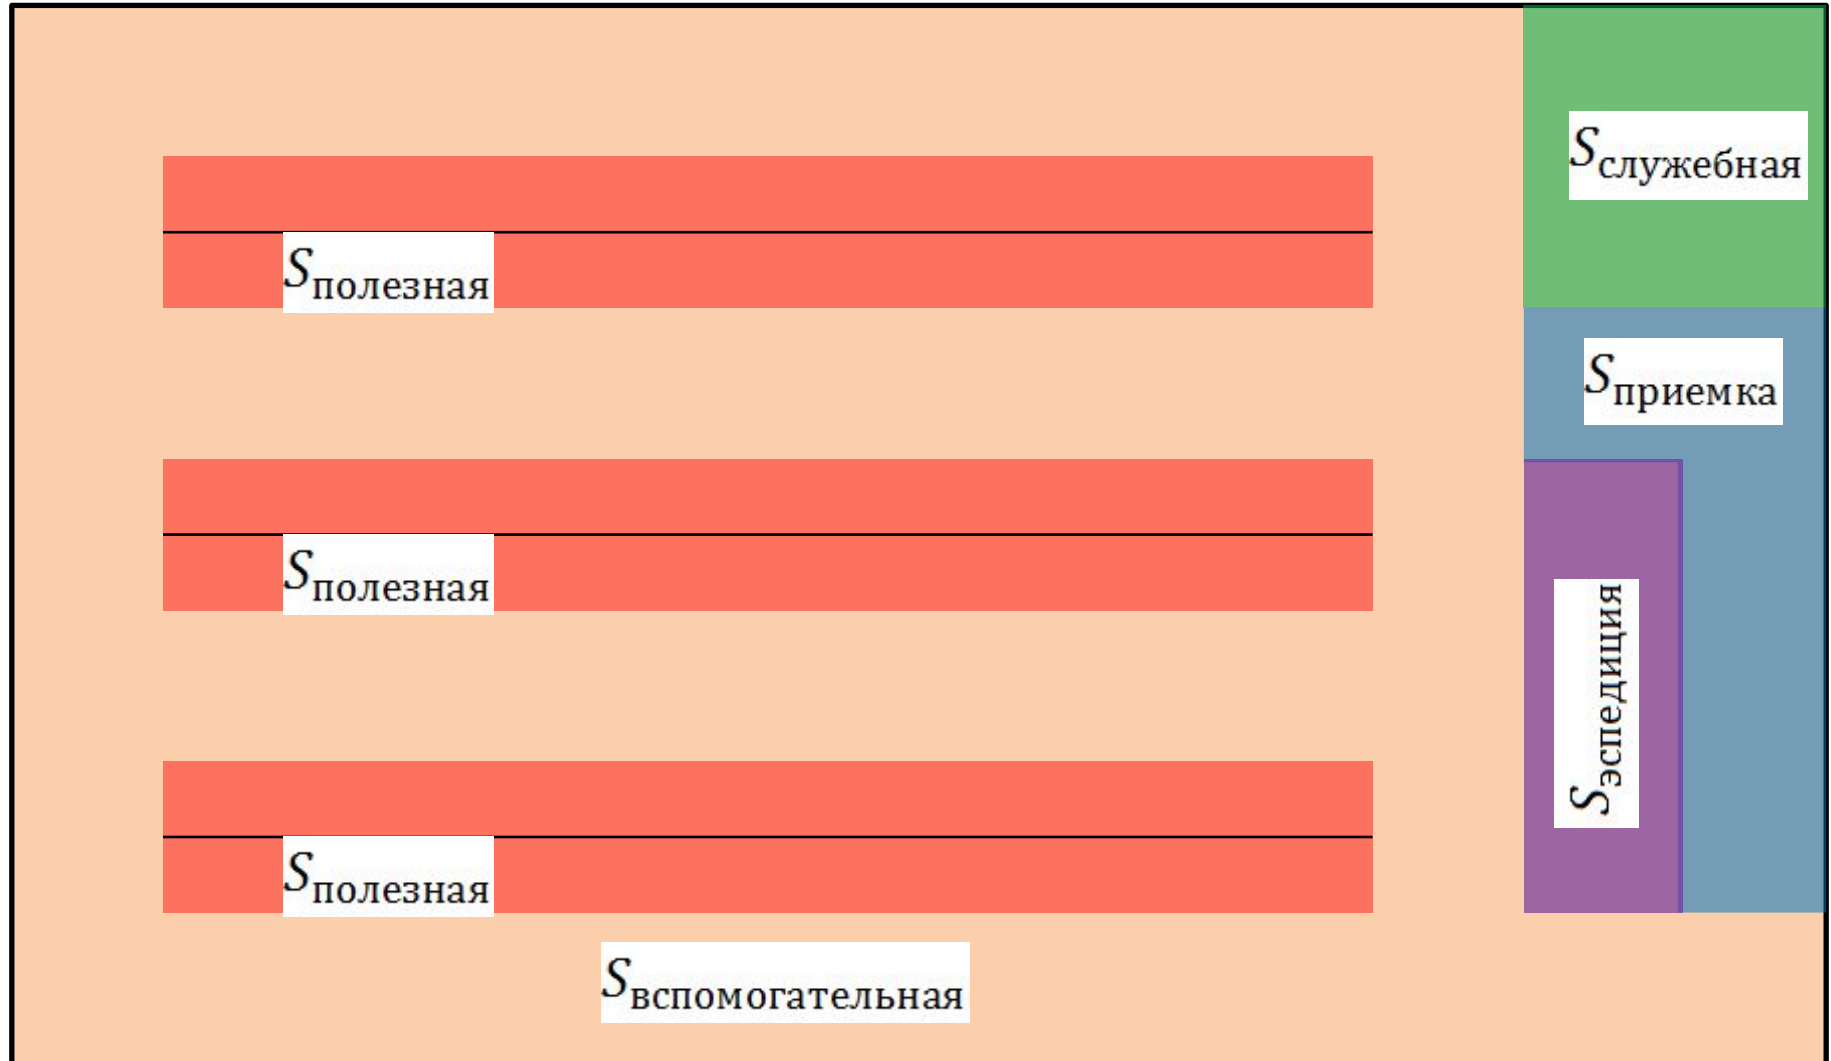 Sслужебная
Sполезная
Sприемка
Sполезная
Sэспедиция
Sполезная
Sвспомогательная